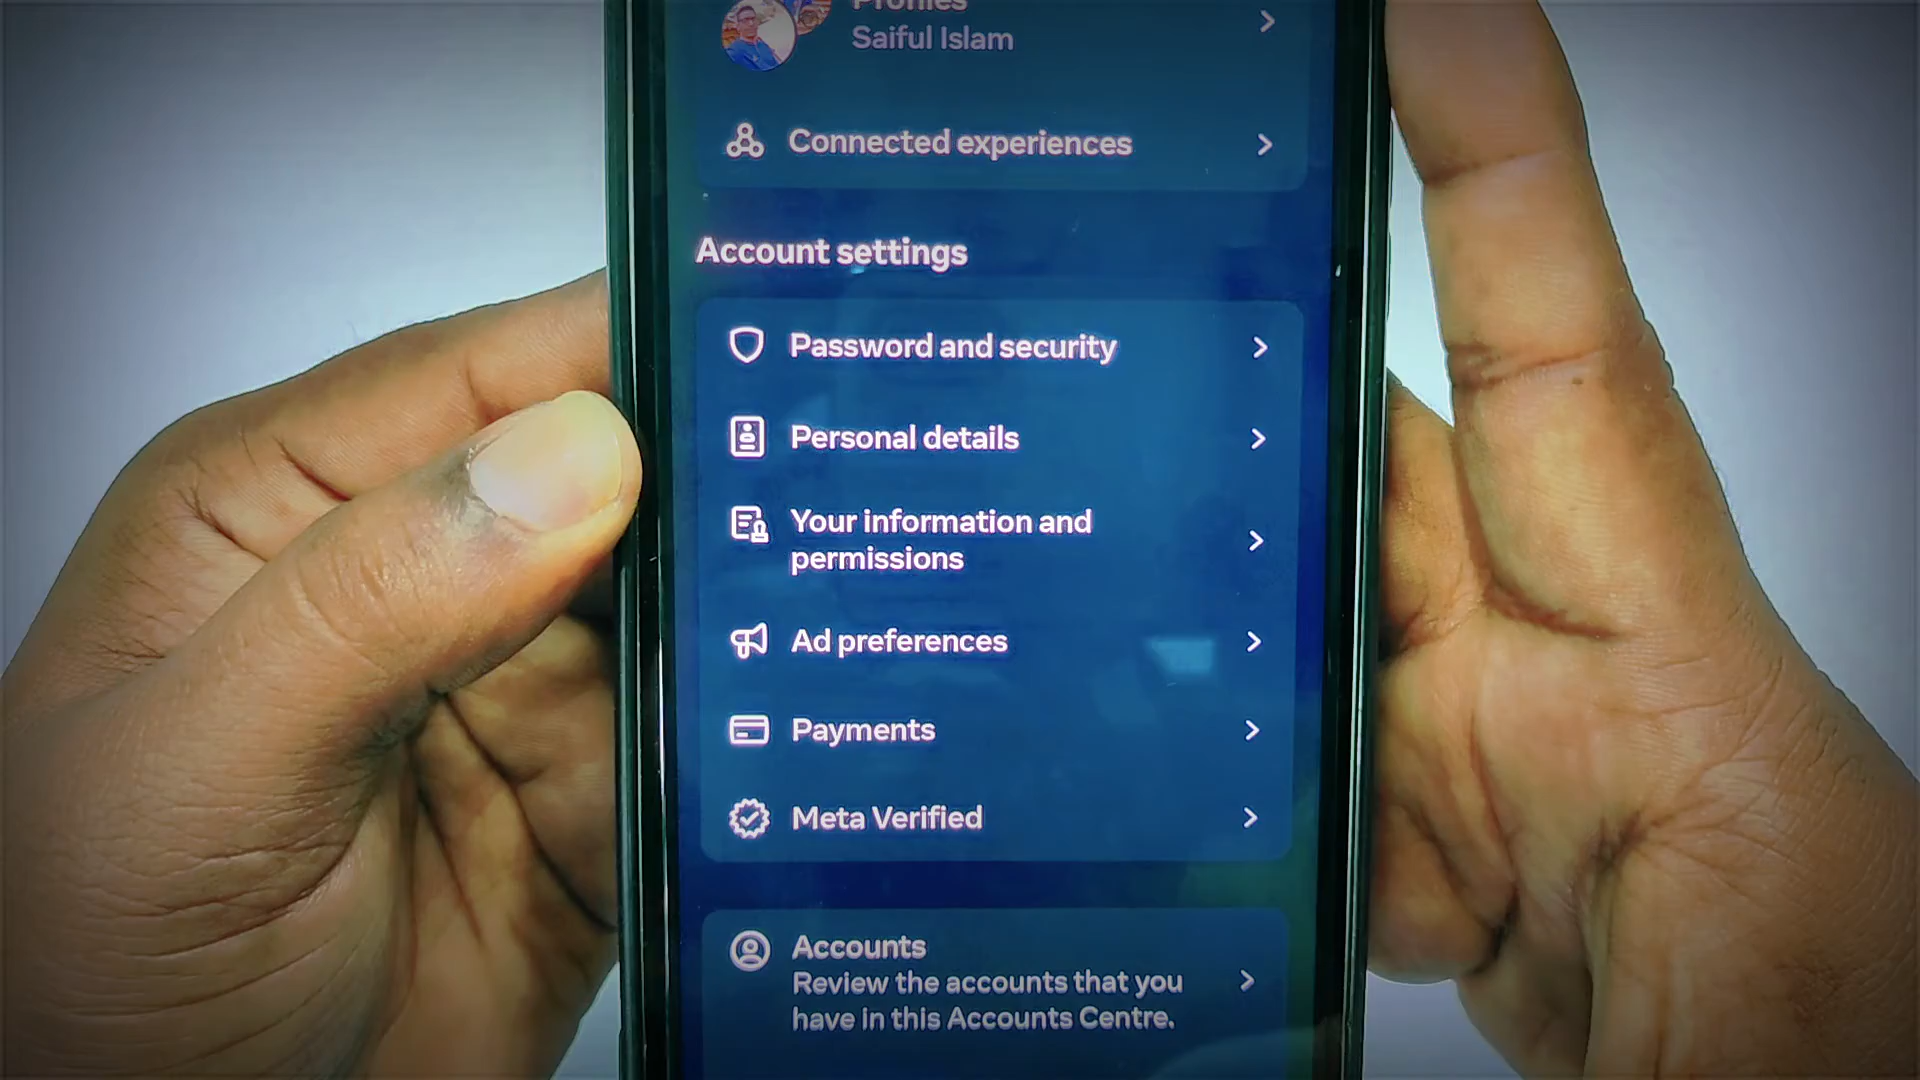 Profiles
Saiful Islam
Connected experiences
Account settings
Password and security
Personal details
Your information and
permissions
Ad preferences
Payments
Meta Verified
Accounts
Review the accounts that you
have in this Accounts Centre.